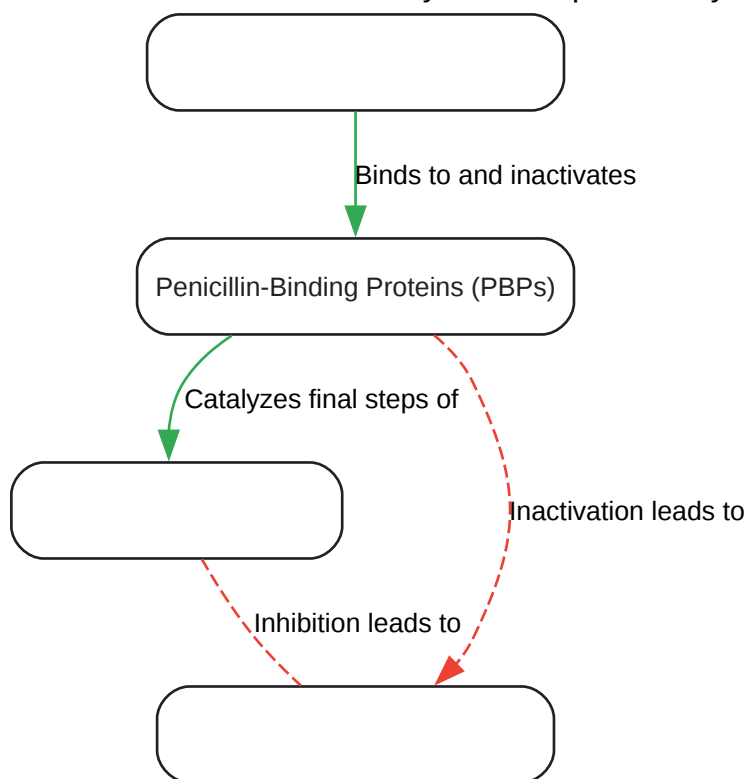 Binds to and inactivates
Penicillin-Binding Proteins (PBPs)
Catalyzes final steps of
Inactivation leads to
Inhibition leads to